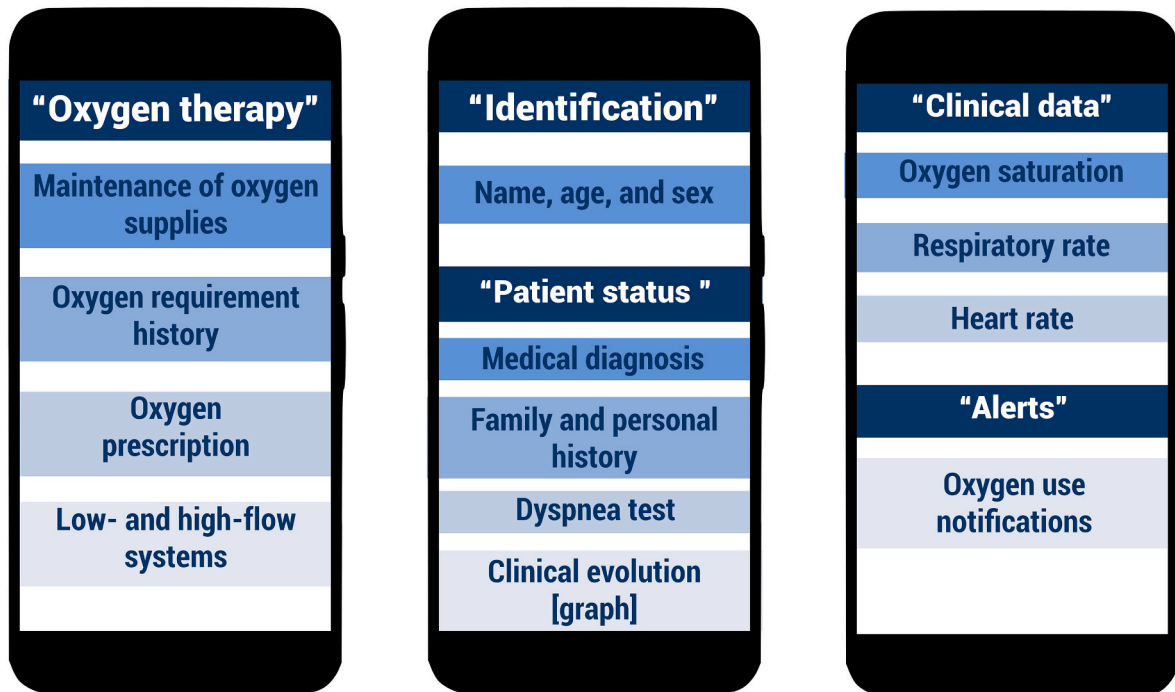 “Oxygen therapy”
Maintenance of oxygen
supplies
Oxygen requirement
history
Oxygen
prescription
Low- and high-flow
systems
“Identification”
Name, age, and sex
“Patient status ”
Medical diagnosis
Family and personal
history
Dyspnea test
Clinical evolution
[graph]
“Clinical data”
Oxygen saturation
Respiratory rate
Heart rate
“Alerts”
Oxygen use
notifications